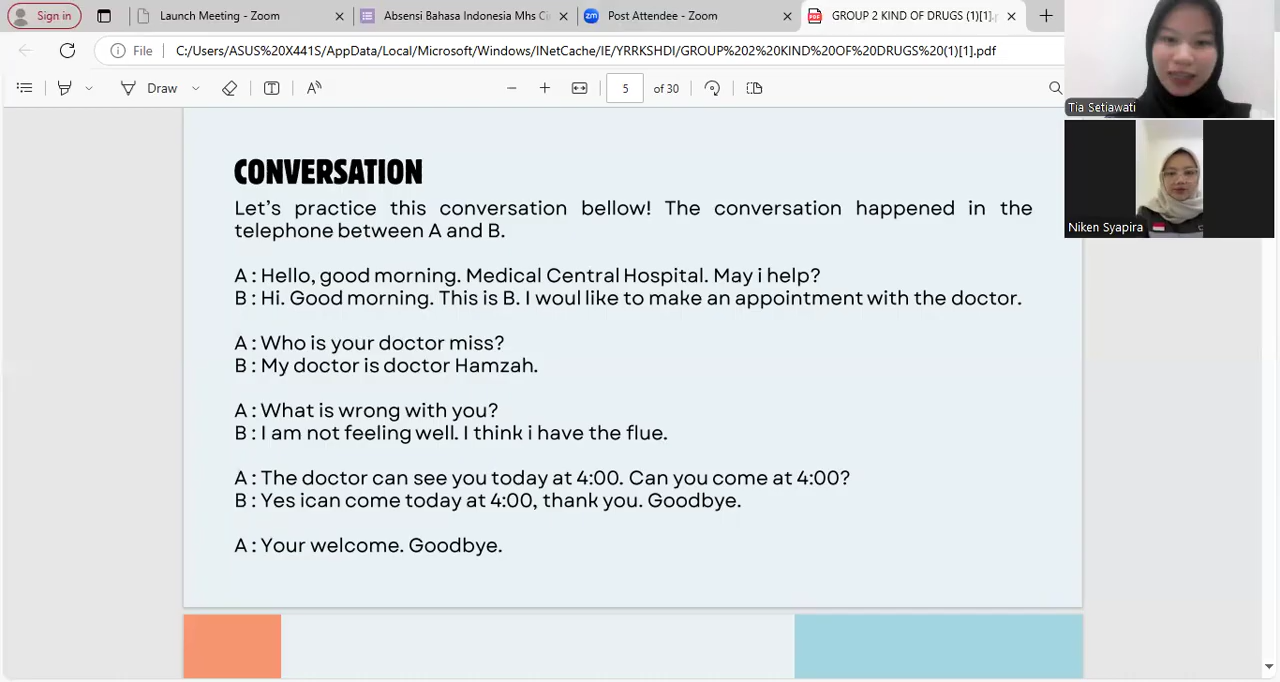 Sign in
Launch Meeting - Zoom
Absensi Bahasa Indonesia Mhs Ci
Post Attendee - Zoom
GROUP 2 KIND OF DRUGS (1)[1].p
File
C:/Users/ASUS%20X441S/AppData/Local/Microsoft/Windows/INetCache/IE/YRRKSHDI/GROUP%202%20KIND%20OF%20DRUGS%20(1)[1].pdf
Draw
5 of 30
Tia Setiawati
Niken Syapira
CONVERSATION
Let's practice this conversation bellow! The conversation happened in the
telephone between A and B.
A : Hello, good morning. Medical Central Hospital. May i help?
B : Hi. Good morning. This is B. I woul like to make an appointment with the doctor.
A : Who is your doctor miss?
B : My doctor is doctor Hamzah.
A : What is wrong with you?
B : I am not feeling well. I think i have the flue.
A : The doctor can see you today at 4:00. Can you come at 4:00?
B : Yes ican come today at 4:00, thank you. Goodbye.
A : Your welcome. Goodbye.